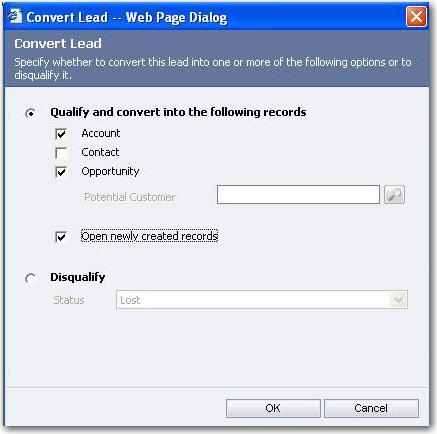 Convert Lead -- Web Page Dialog
Convert Lead
Specify whether to convert this lead into one or more of the following options or to
disqualify it.
Qualify and convert into the following records
Account
Contact
Opportunity
Potential Customer
Open newly created records
Disqualify
Status Lost
OK Cancel